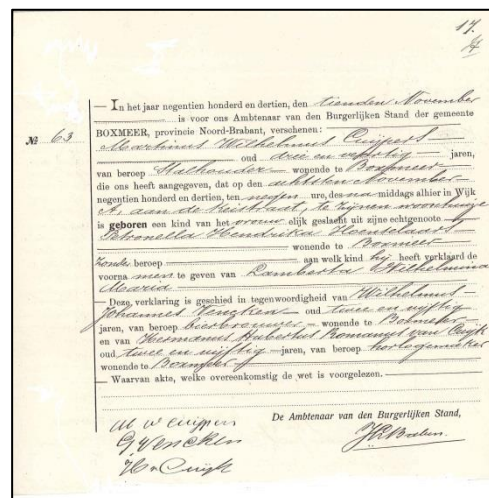 17.
In het jaar negentien honderd en dertien, den tienden November
is voor ons Ambtenaar van den Burgerlijken Stand der gemeente
№ 63 BOXMEER, provincie Noord-Brabant, verschenen:
Martinus Wilhelmus Cuijpers
oud drie en veertig jaren,
van beroep Stalhouder wonende te Boxmeer
die ons heeft aangegeven, dat op den achtsten November
negentien honderd en dertien, ten negen ure, des na-middags alhier in Wijk
A, aan de, te zijnen woonhuize
is geboren een kind van het vrouwelijk geslacht uit zijne echtgenoote
Petronella Hendrika Hoentelaars
wonende te Boxmeer
zonder beroep aan welk kind hij heeft verklaard de
voornamen te geven van Lamberta Wilhelmina
Maria
Deze verklaring is geschied in tegenwoordigheid van Wilhelmus
Johannes Vencken oud twee en vijftig
jaren, van beroep bierbrouwer wonende te Boxmeer
en van Hermanus Hubertus Romanus van Cuijk
oud twee en vijftig jaren, van beroep horlogemaker
wonende te Boxmeer
Waarvan akte, welke overeenkomstig de wet is voorgelezen.
De Ambtenaar van den Burgerlijken Stand,
M W Cuijpers
Vencken
H v Cuijk